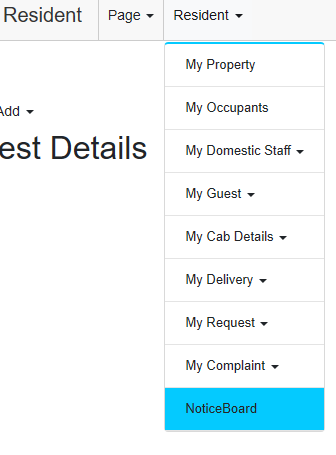 Resident
Page
Resident
My Property
My Occupants
Add
My Domestic Staff
est Details
My Guest
My Cab Details
My Delivery
My Request
My Complaint
NoticeBoard